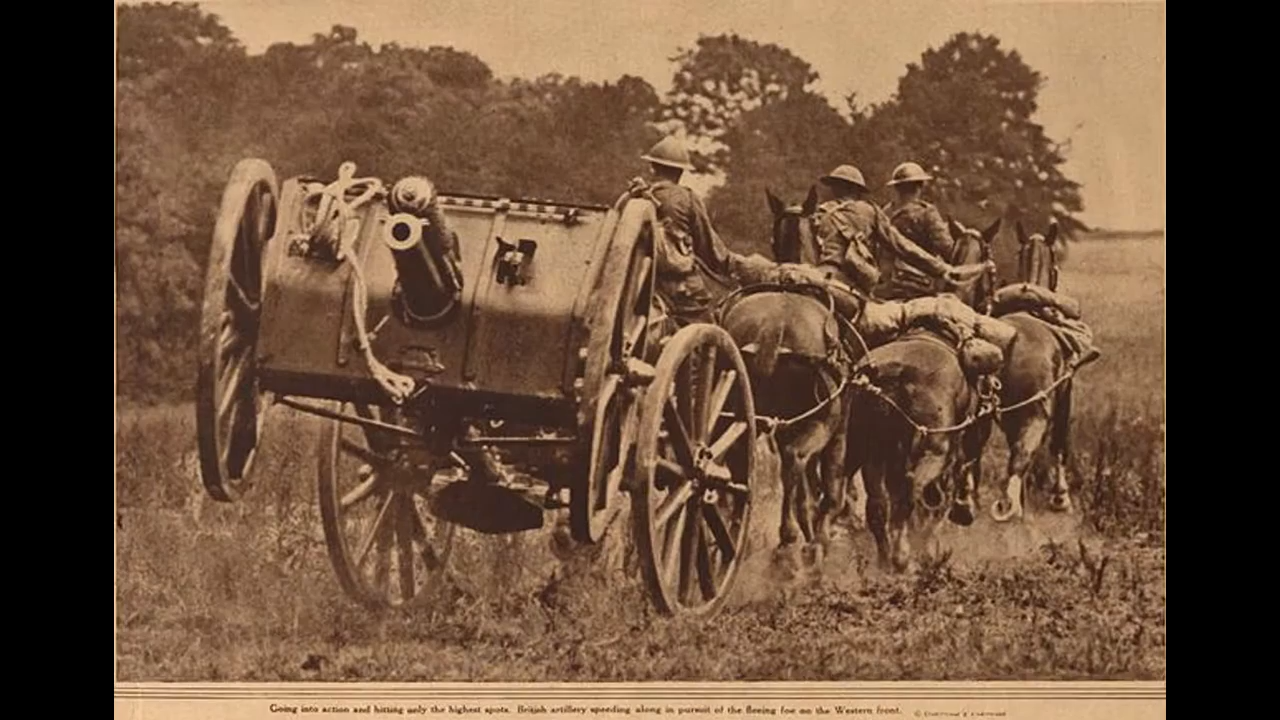 Going into action and hitting only the highest spots. British artillery speeding along in pursuit of the fleeing foe on the Western front.